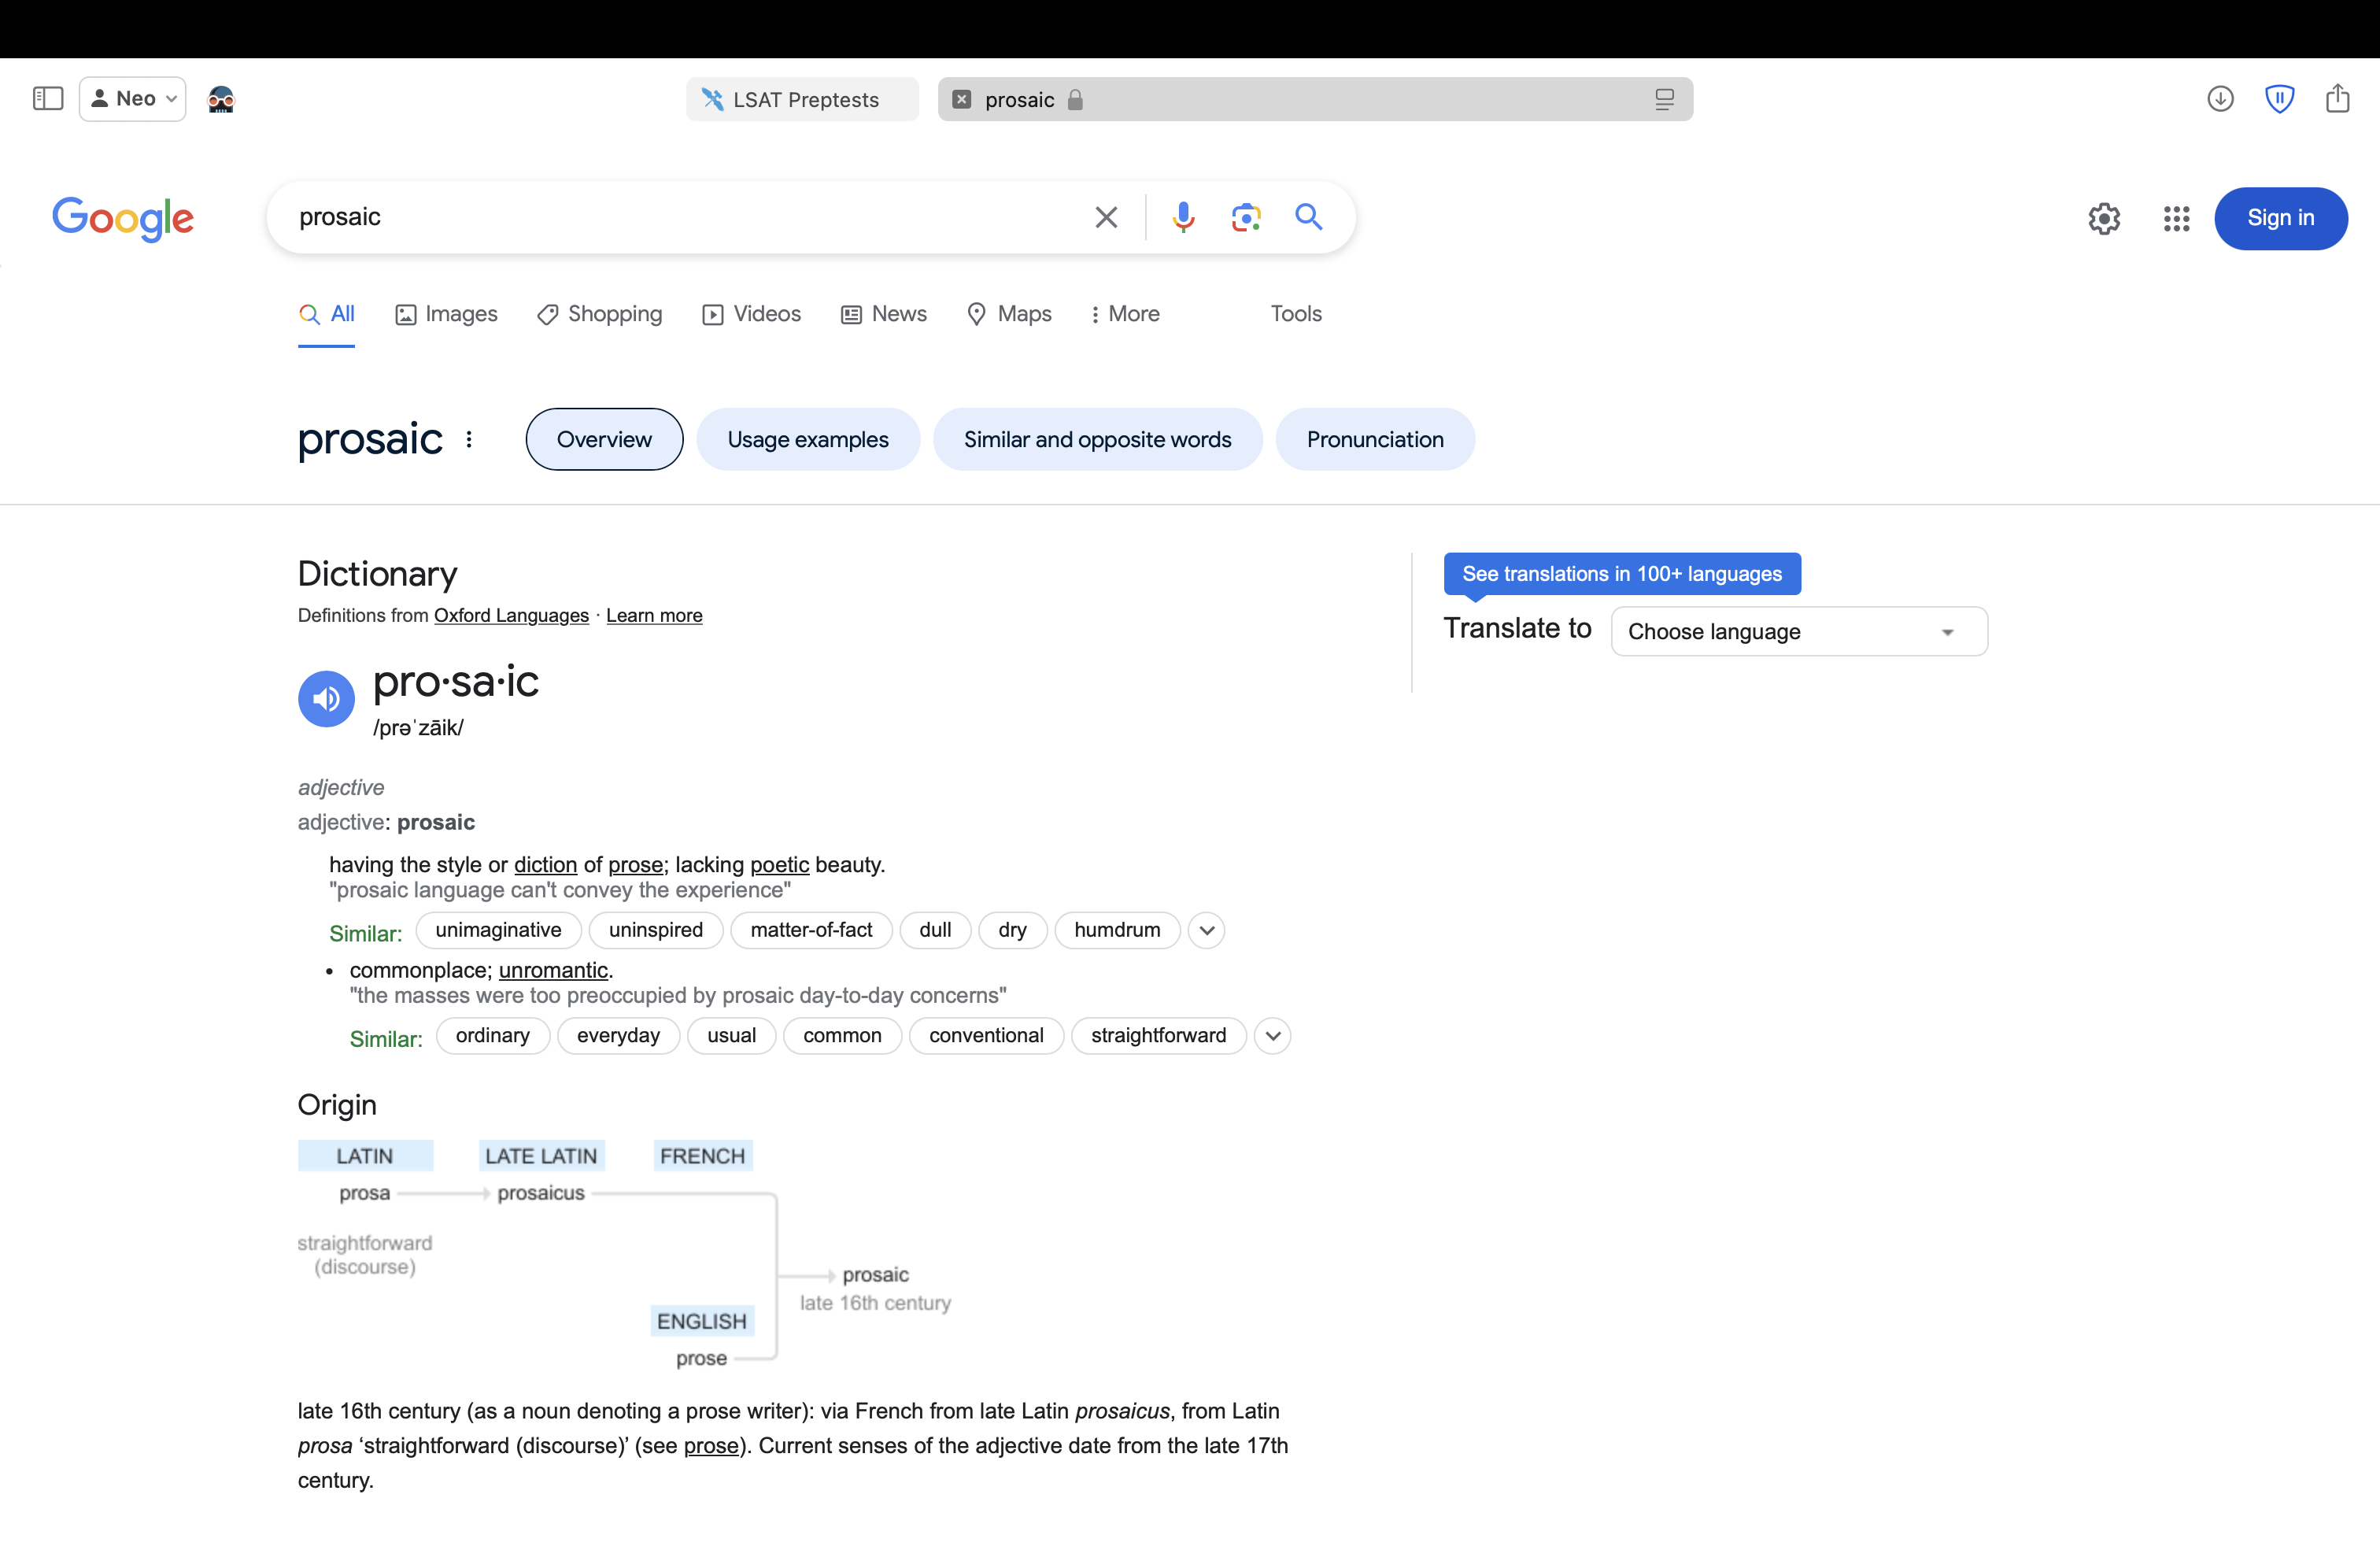 Neo
LSAT Preptests
prosaic
Google
prosaic
Sign in
All Images Shopping Videos News Maps More Tools
prosaic Overview Usage examples Similar and opposite words Pronunciation
Dictionary
Definitions from Oxford Languages · Learn more
pro·sa·ic
/prəˈzāik/
adjective
adjective: prosaic
having the style or diction of prose; lacking poetic beauty.
"prosaic language can't convey the experience"
Similar: unimaginative uninspired matter-of-fact dull dry humdrum
• commonplace; unromantic.
"the masses were too preoccupied by prosaic day-to-day concerns"
Similar: ordinary everyday usual common conventional straightforward
Origin
LATIN LATE LATIN FRENCH
prosa prosaicus
straightforward
(discourse)
prosaic
late 16th century
ENGLISH
prose
late 16th century (as a noun denoting a prose writer): via French from late Latin prosaicus, from Latin
prosa ‘straightforward (discourse)’ (see prose). Current senses of the adjective date from the late 17th
century.
See translations in 100+ languages
Translate to Choose language